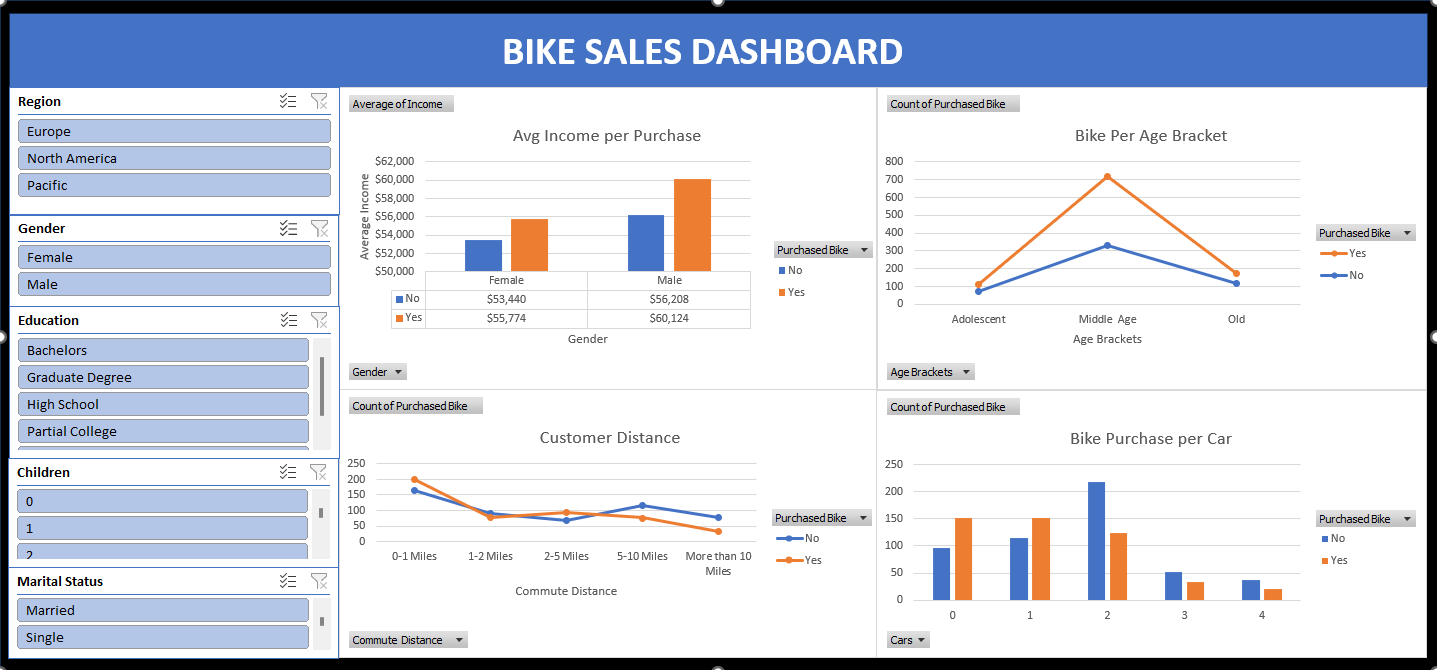 BIKE SALES DASHBOARD
Region
Europe
North America
Pacific
Gender
Female
Male
Education
Bachelors
Graduate Degree
High School
Partial College
Children
0
1
2
Marital Status
Married
Single
Average of Income
Avg Income per Purchase
$62,000
$60,000
$58,000
$56,000
$54,000
$52,000
$50,000
Average Income
Female Male
No $53,440 $56,208
Yes $55,774 $60,124
Gender
Purchased Bike
No
Yes
Gender
Count of Purchased Bike
Bike Per Age Bracket
800
700
600
500
400
300
200
100
0
Adolescent Middle Age Old
Age Brackets
Purchased Bike
Yes
No
Age Brackets
Count of Purchased Bike
Customer Distance
250
200
150
100
50
0
0-1 Miles 1-2 Miles 2-5 Miles 5-10 Miles More than 10
Miles
Commute Distance
Purchased Bike
No
Yes
Commute Distance
Count of Purchased Bike
Bike Purchase per Car
250
200
150
100
50
0
0 1 2 3 4
Purchased Bike
No
Yes
Cars